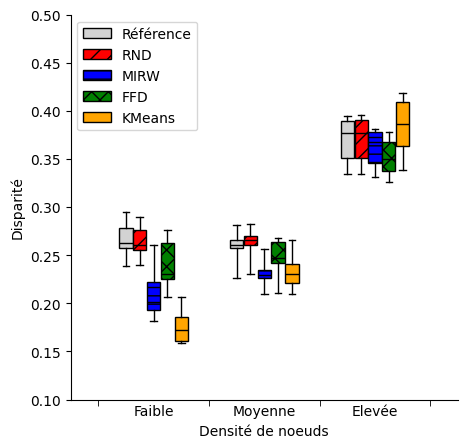 0.50
0.45
0.40
0.35
0.30
0.25
0.20
0.15
0.10
Disparité
Référence
RND
MIRW
FFD
KMeans
Faible
Moyenne
Elevée
Densité de noeuds